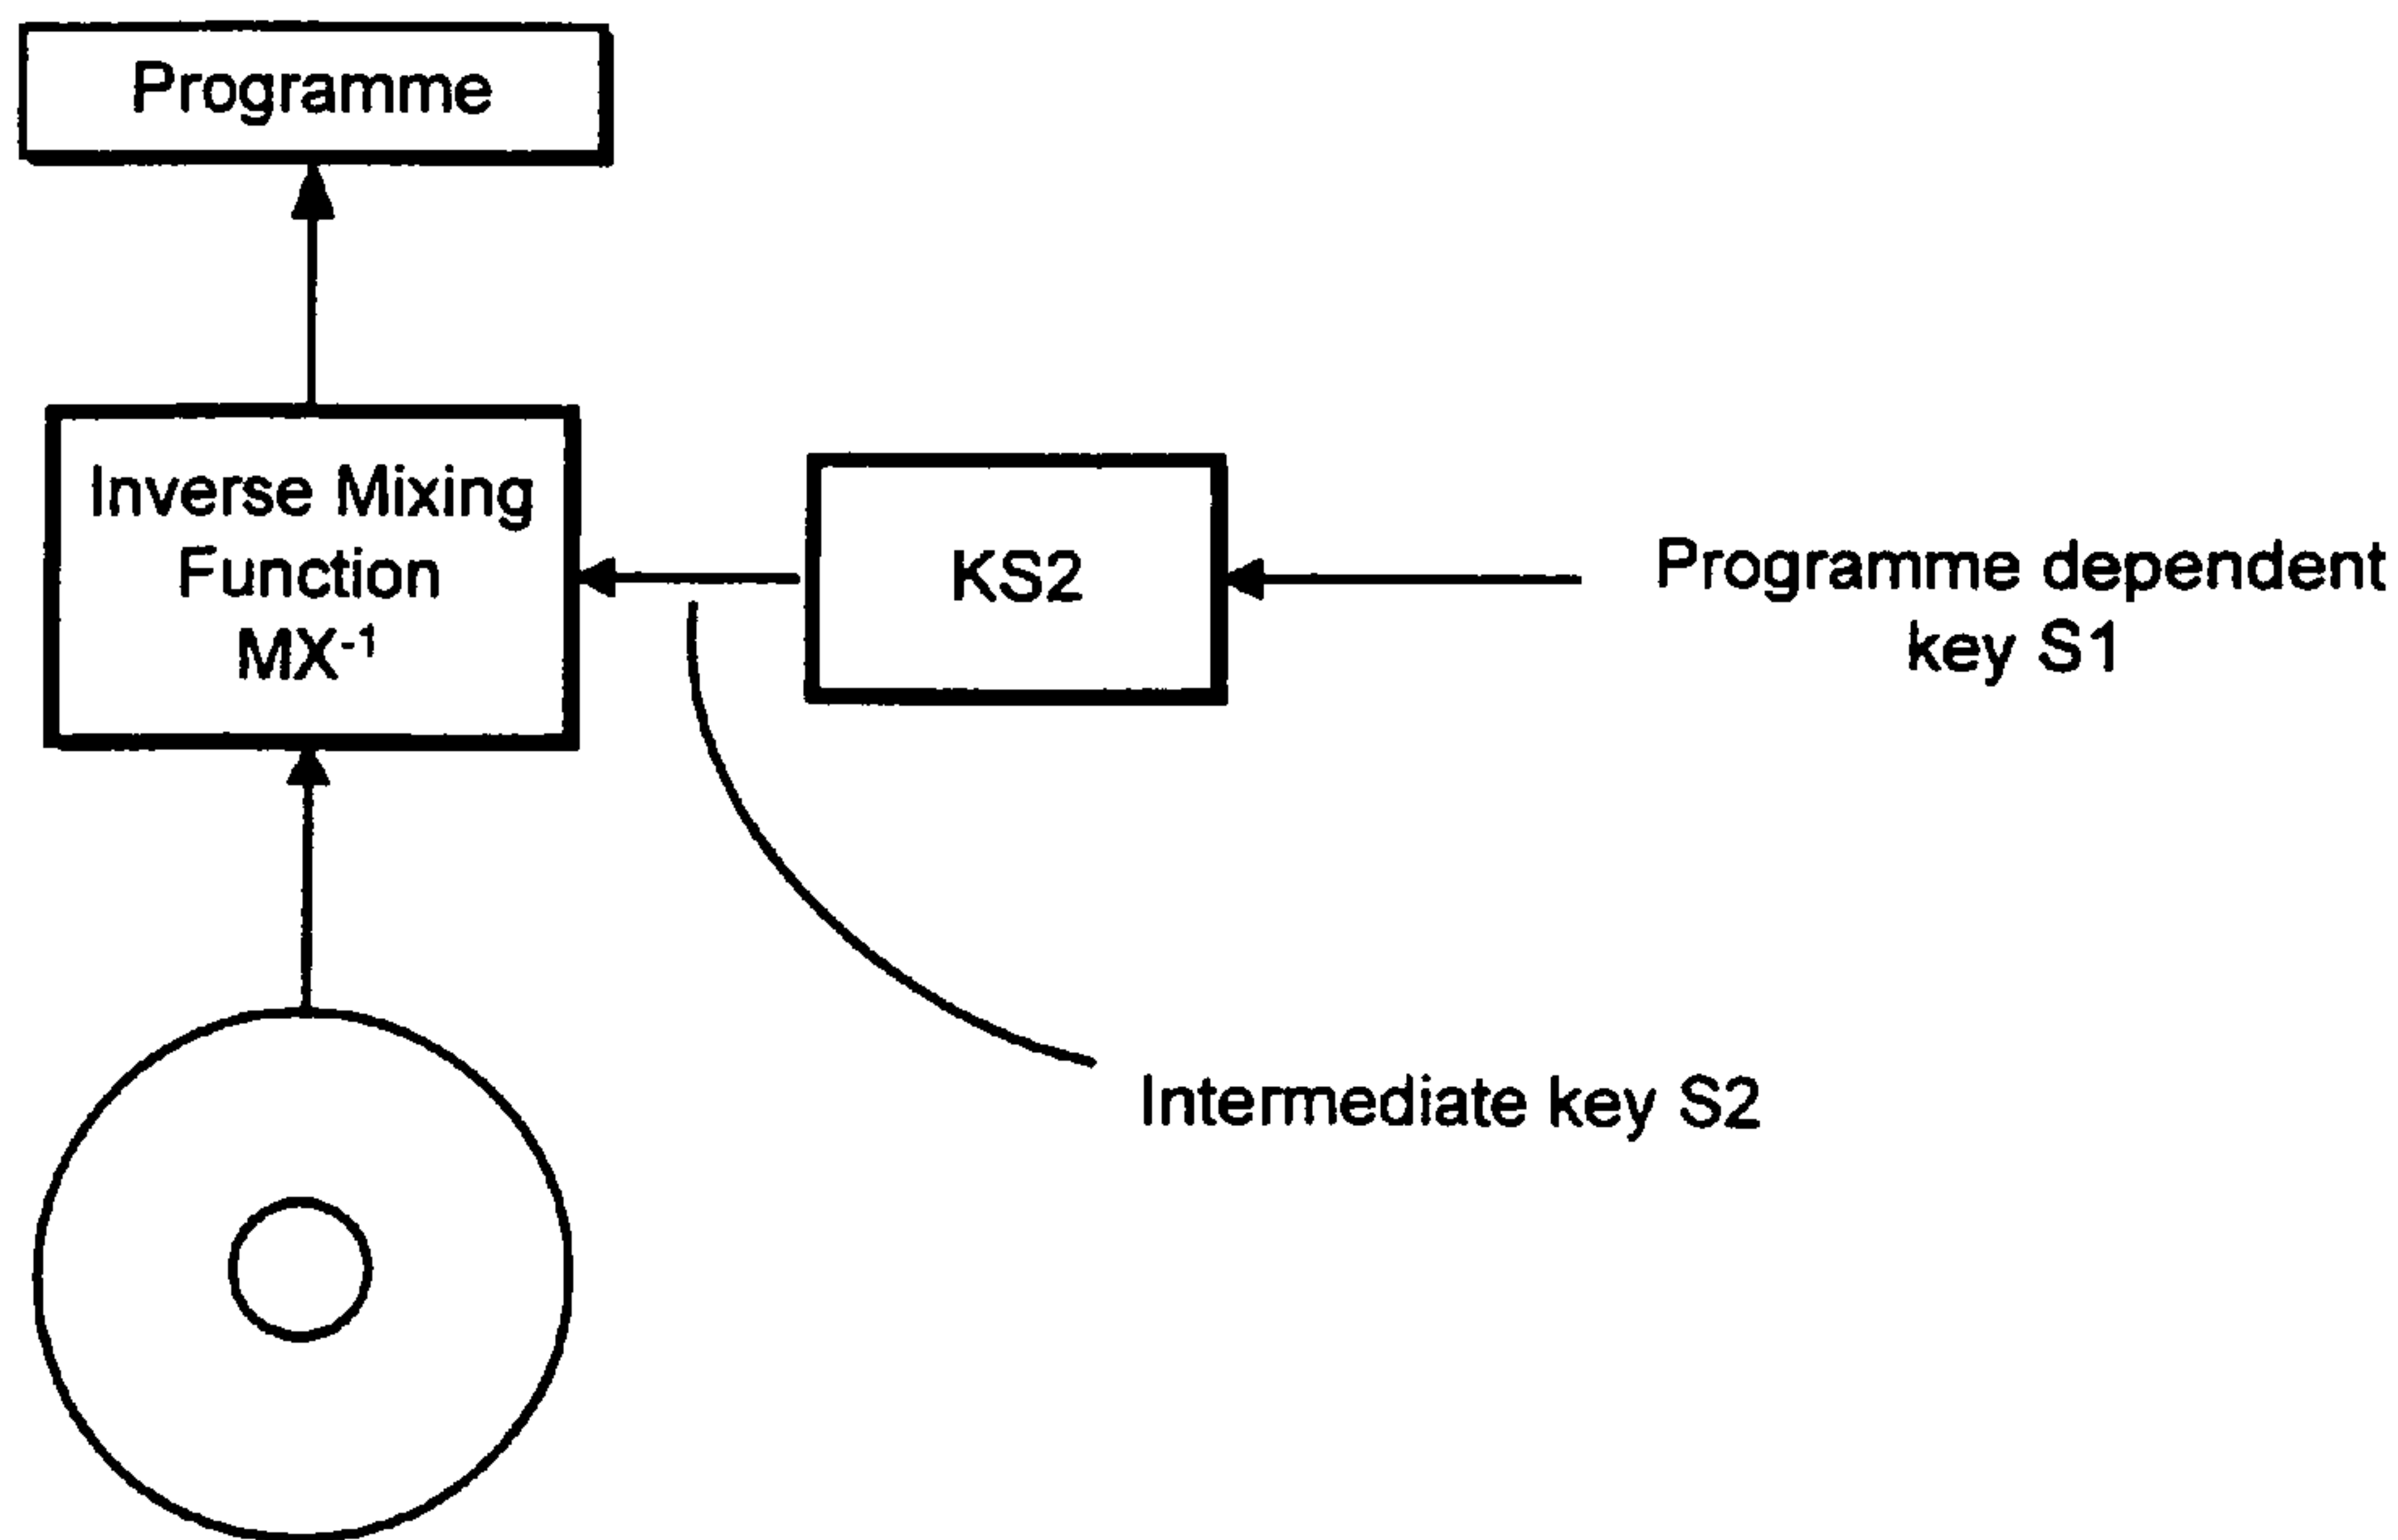 Programme
Inverse Mixing
Function
MX⁻¹
KS2
Programme dependent
key S1
Intermediate key S2